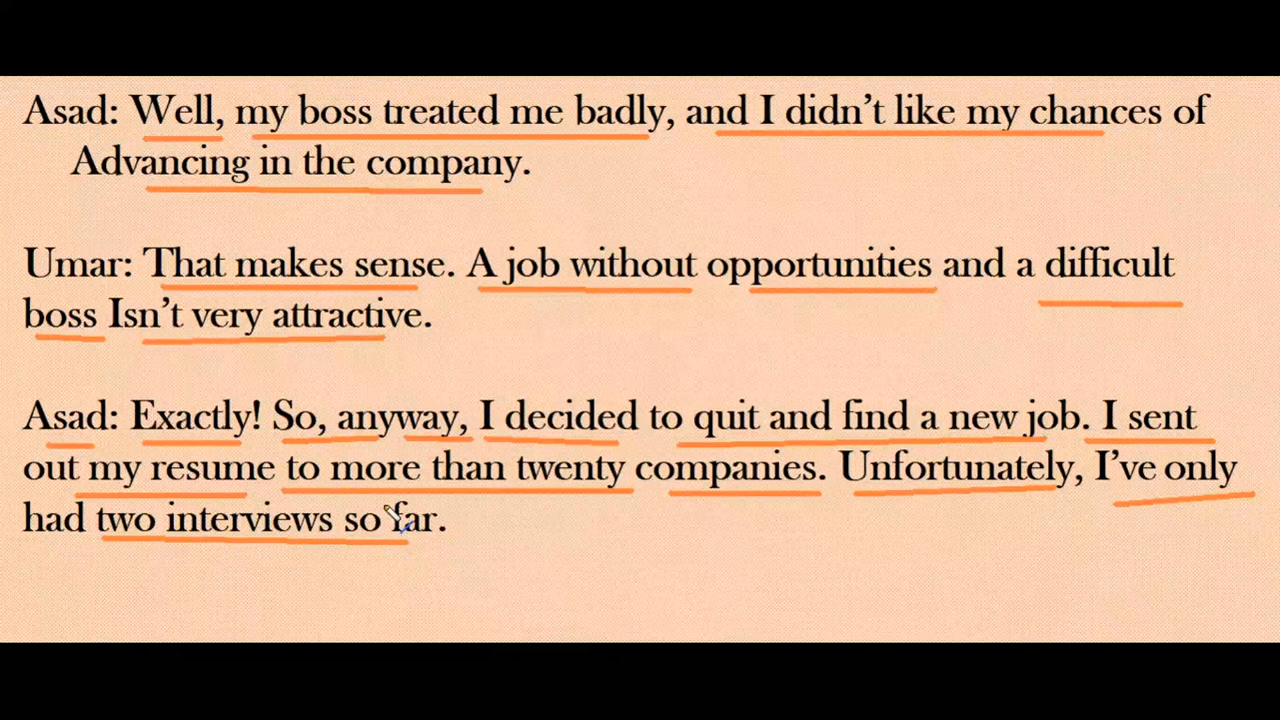 Asad: Well, my boss treated me badly, and I didn't like my chances of
Advancing in the company.
Umar: That makes sense. A job without opportunities and a difficult
boss Isn't very attractive.
Asad: Exactly! So, anyway, I decided to quit and find a new job. I sent
out my resume to more than twenty companies. Unfortunately, I've only
had two interviews so far.